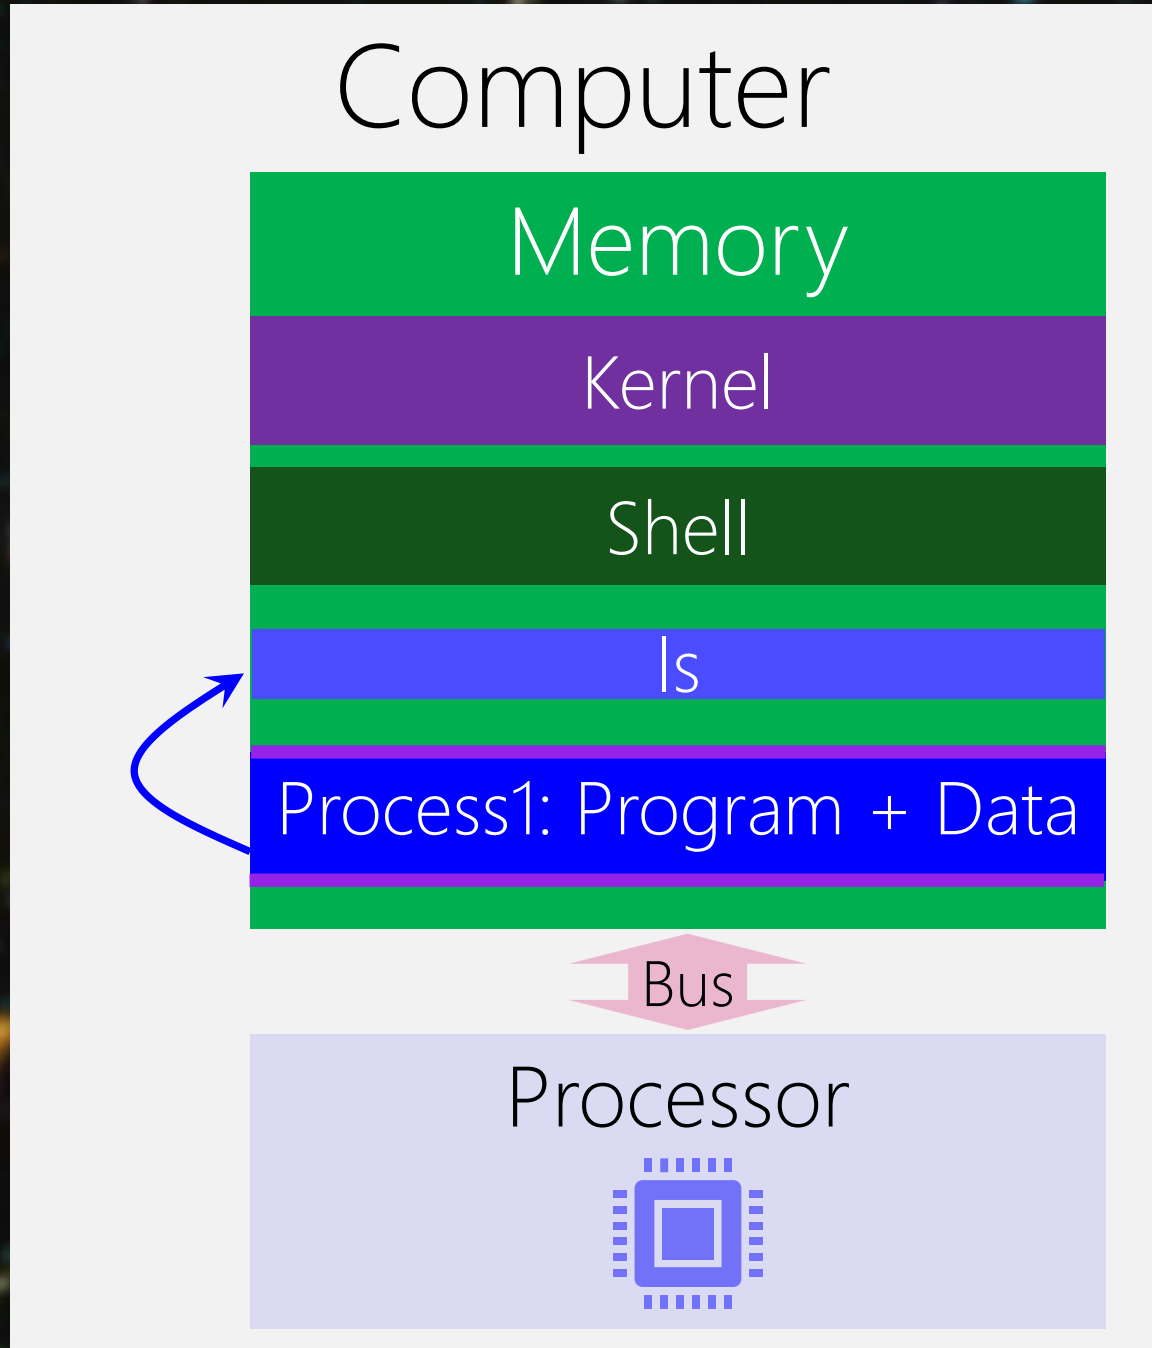 Computer
Memory
Kernel
Shell
ls
Process1: Program + Data
Bus
Processor